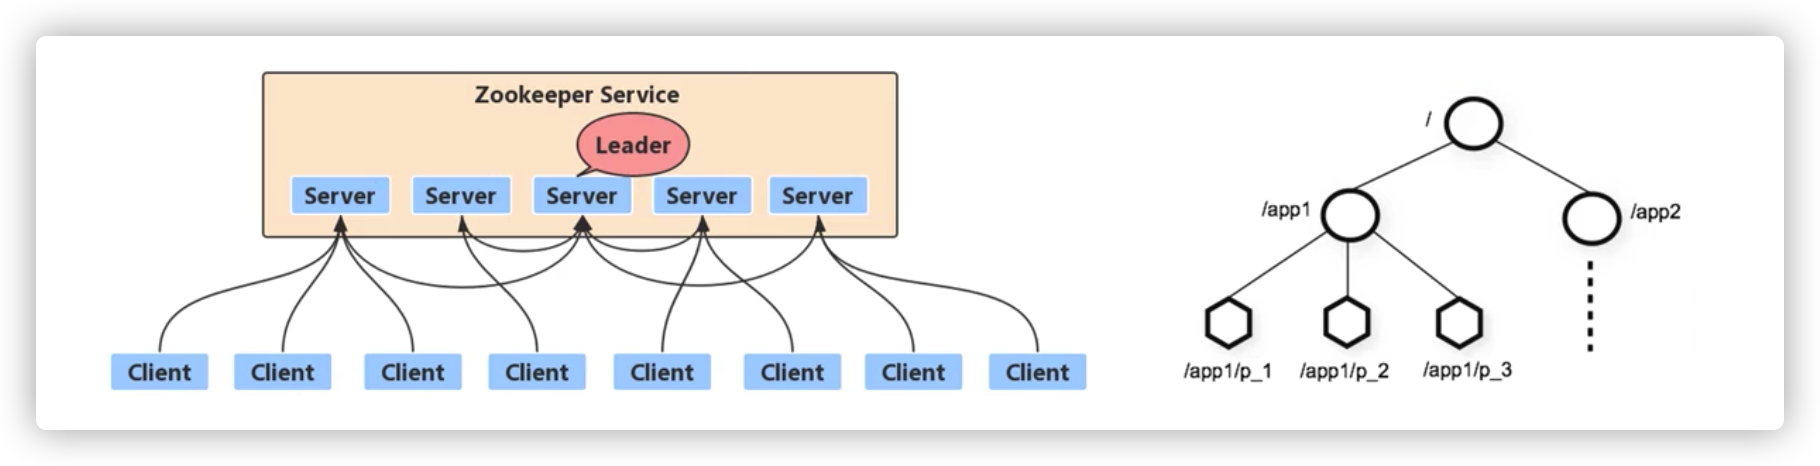 Zookeeper Service
Leader
Server Server Server Server Server
Client Client Client Client Client Client Client Client
/
/app1 /app2
/app1/p_1 /app1/p_2 /app1/p_3